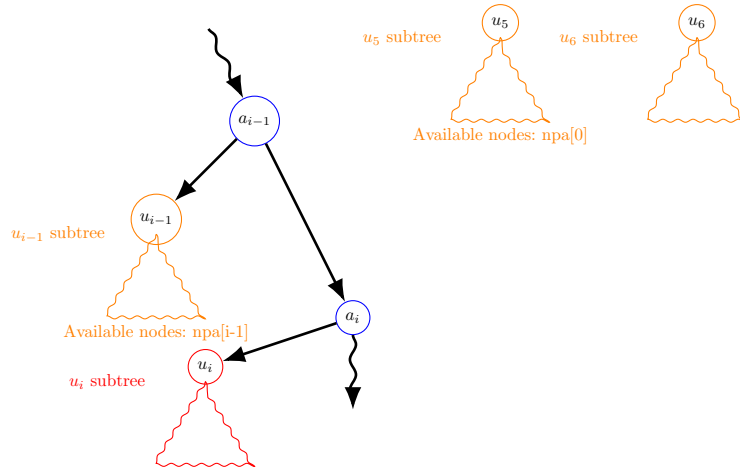 u₅
u₆
u₅ subtree
u₆ subtree
aᵢ₋₁
Available nodes: npa[0]
uᵢ₋₁
uᵢ₋₁ subtree
aᵢ
Available nodes: npa[i-1]
uᵢ
uᵢ subtree